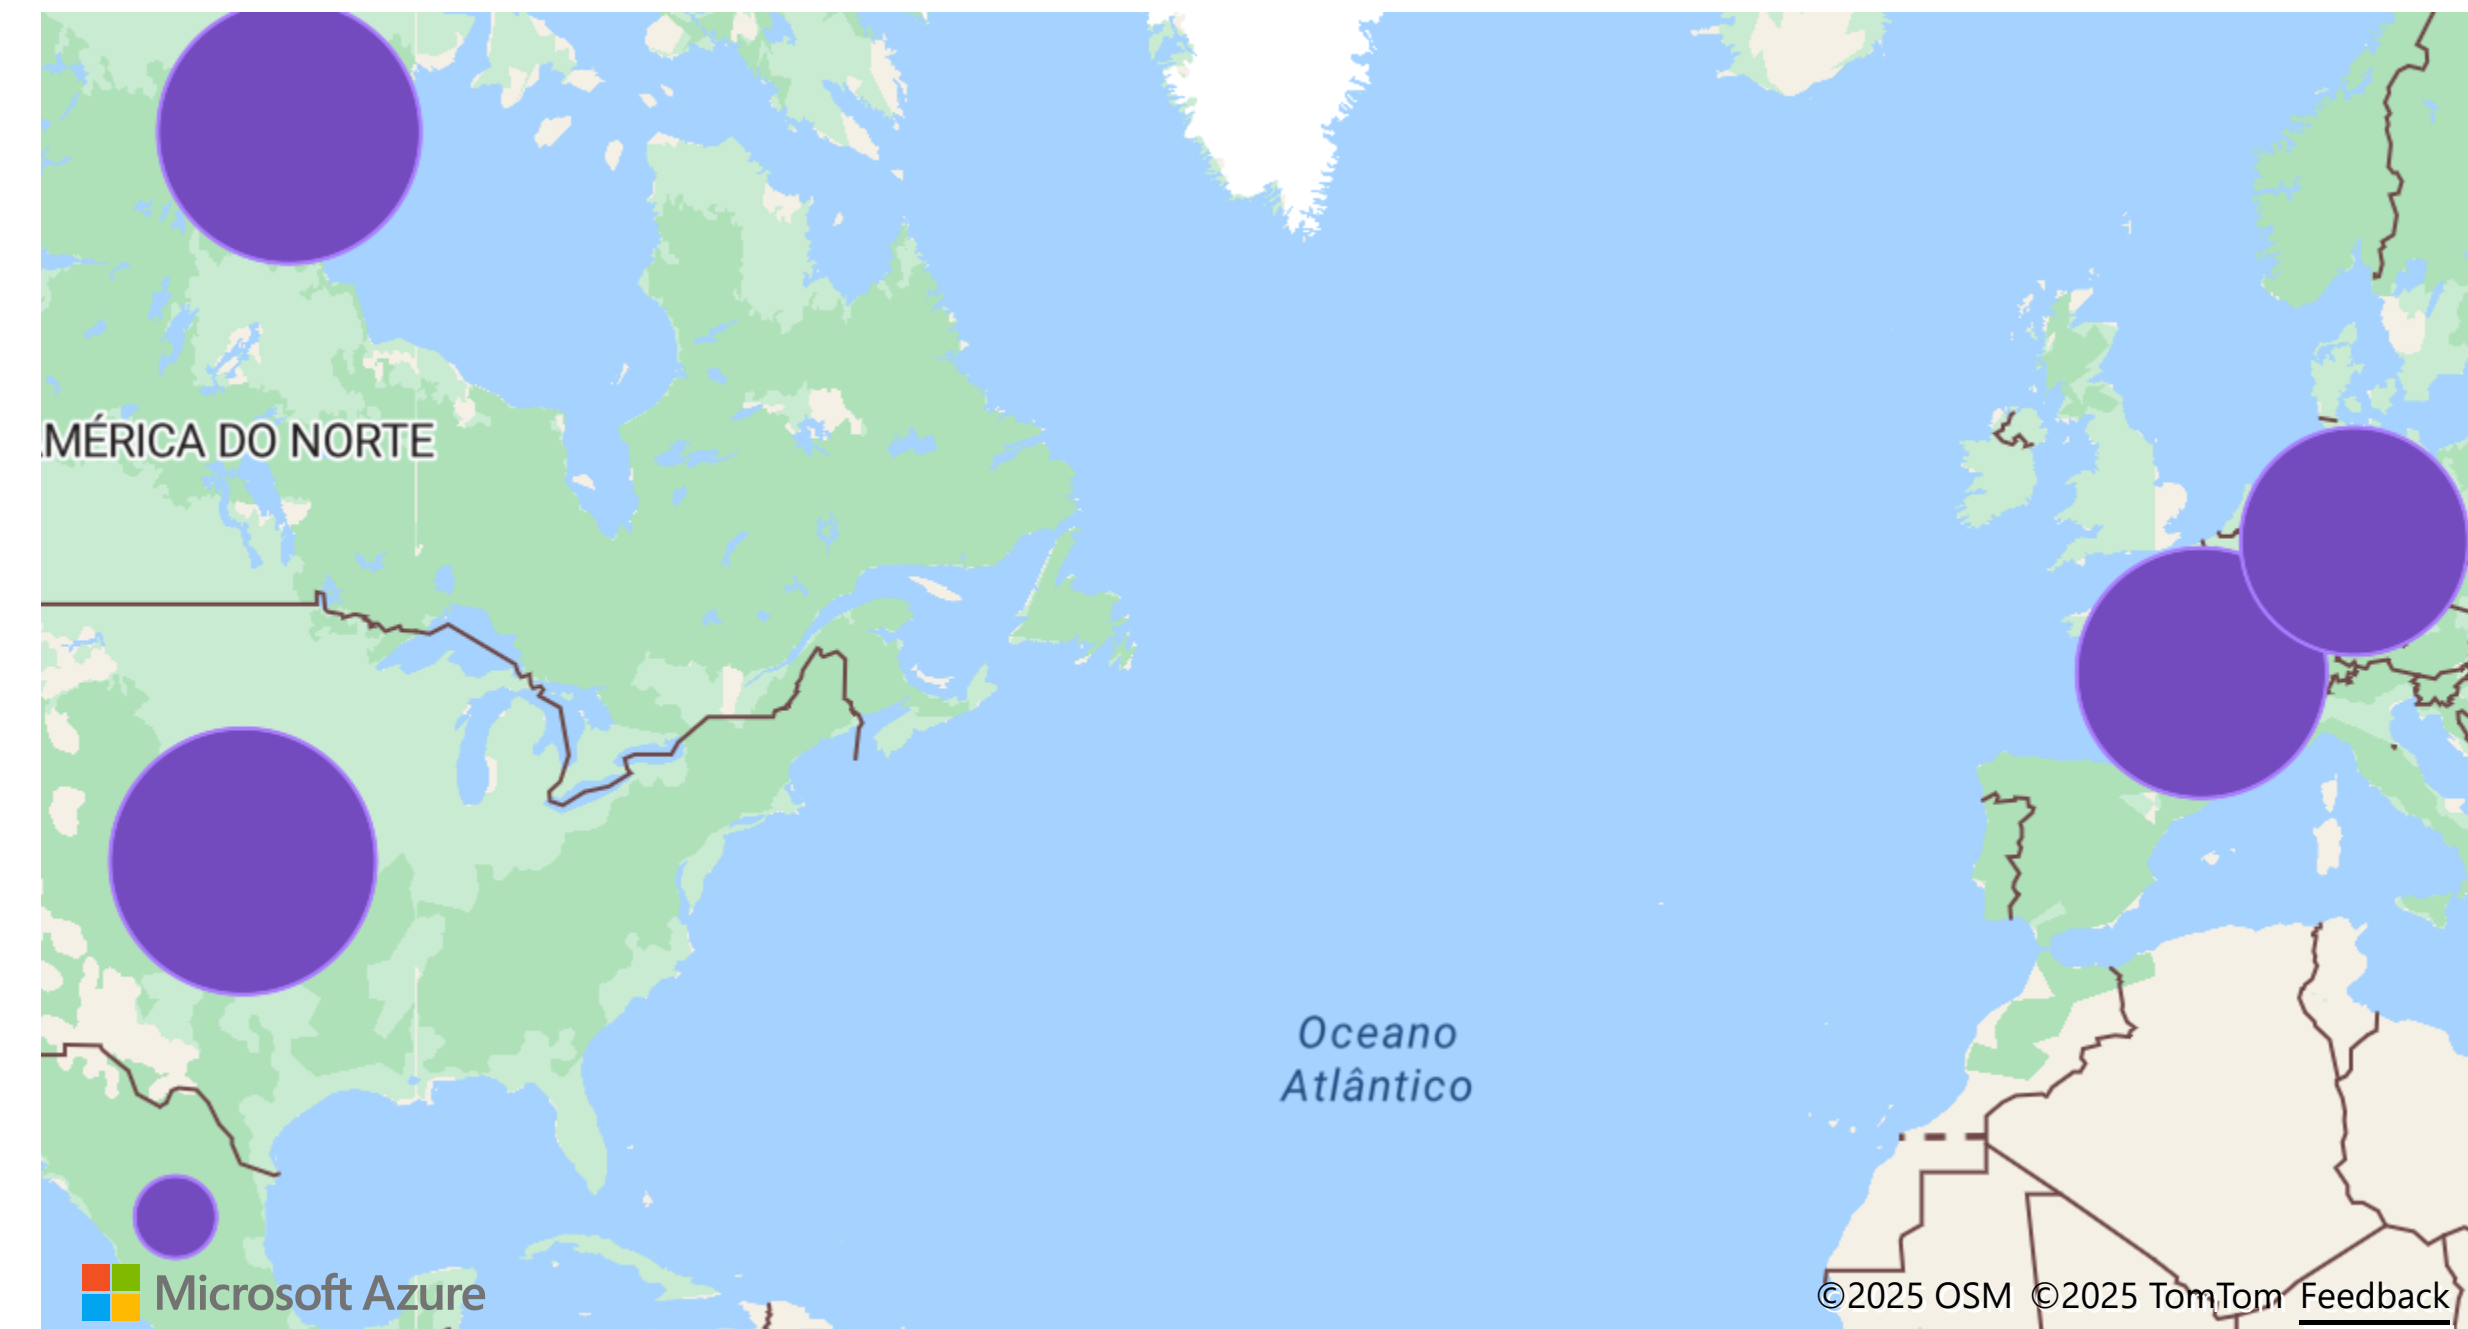 MÉRICA DO NORTE
Oceano
Atlântico
Microsoft Azure
©2025 OSM ©2025 TomTom Feedback